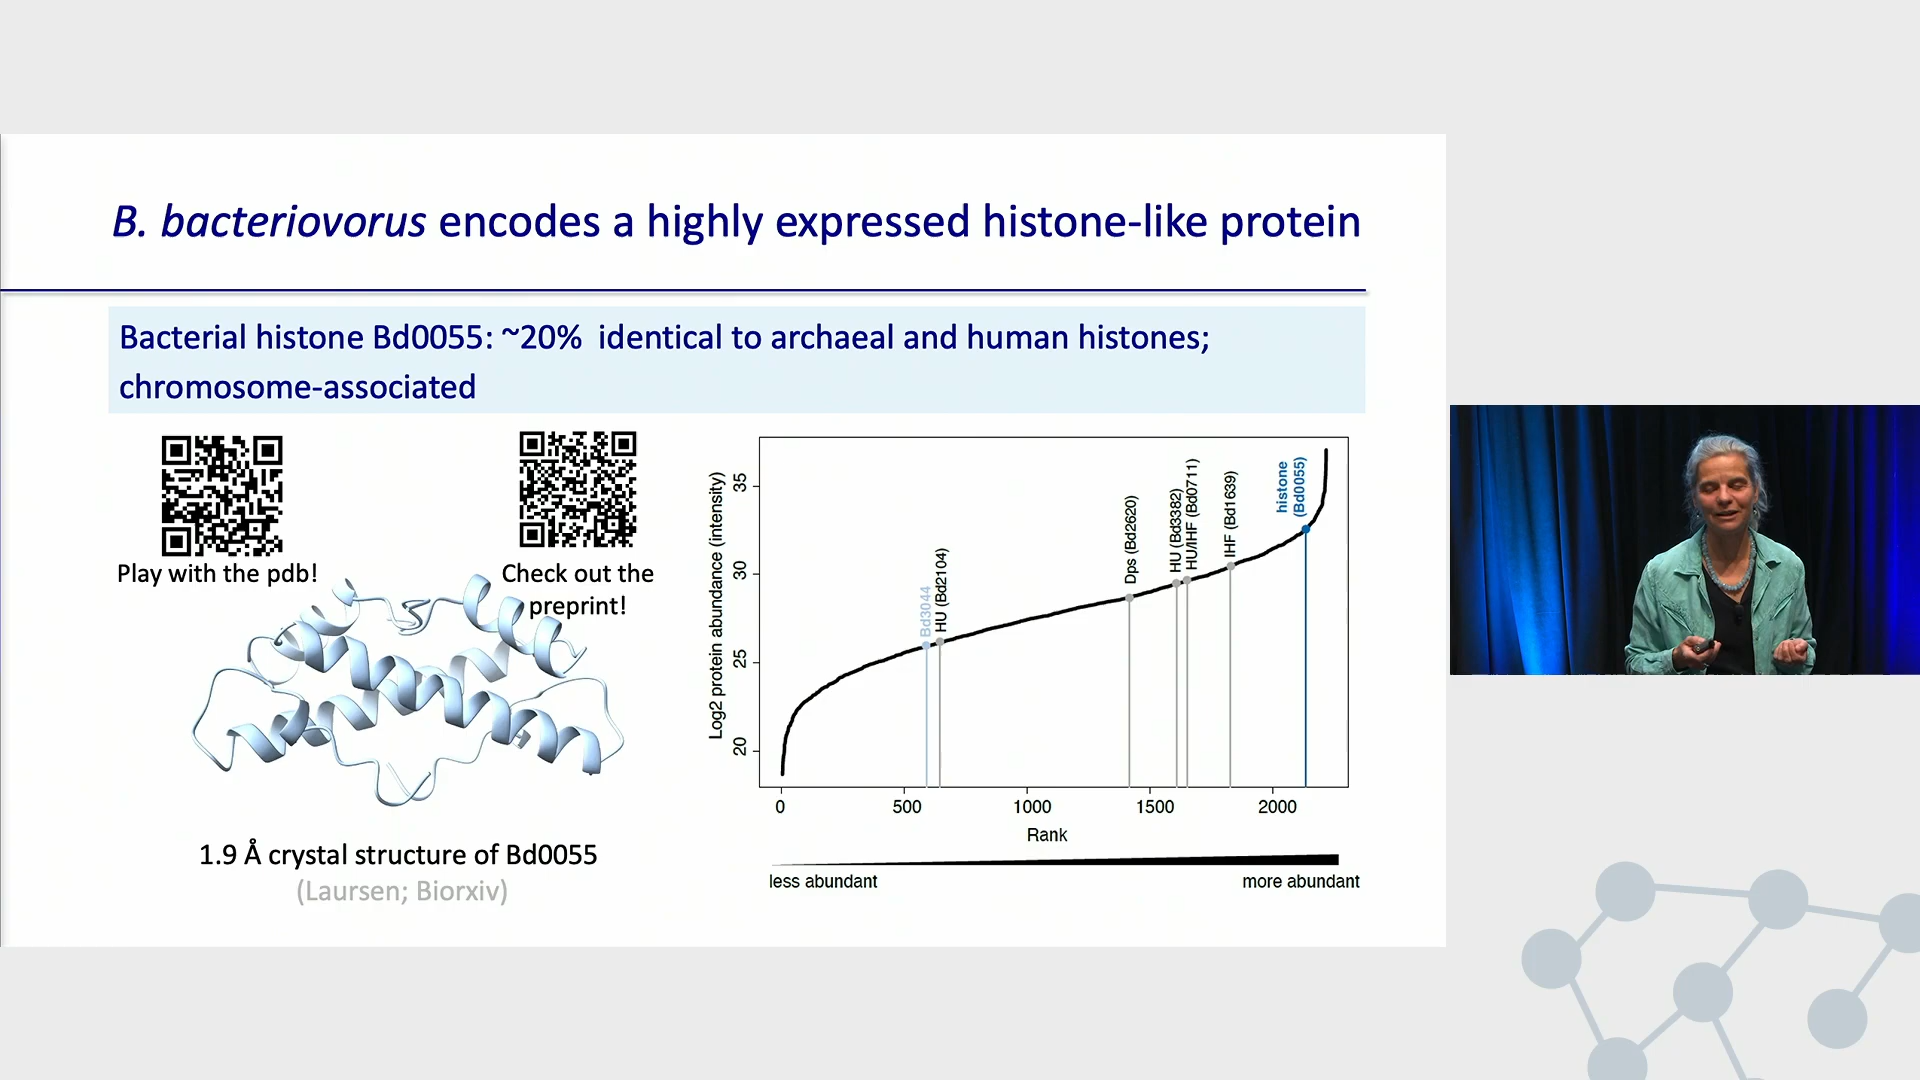 B. bacteriovorus encodes a highly expressed histone-like protein
Bacterial histone Bd0055: ~20% identical to archaeal and human histones;
chromosome-associated
Play with the pdb!
Check out the
preprint!
1.9 Å crystal structure of Bd0055
(Laursen; Biorxiv)
Log2 protein abundance (intensity)
35
30
25
20
Bd3044
HU (Bd2104)
Dps (Bd2620)
HU (Bd3382)
HU/IHF (Bd0711)
IHF (Bd1639)
histone
(Bd0055)
0 500 1000 1500 2000
Rank
less abundant
more abundant